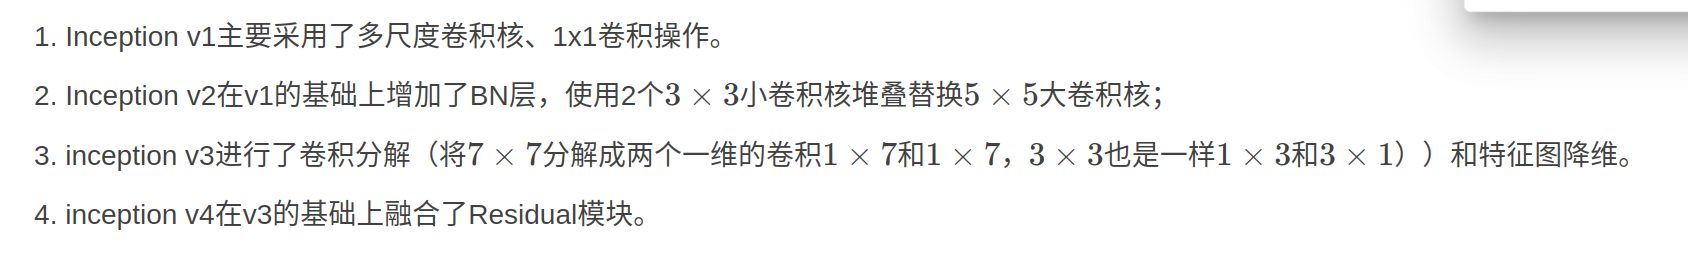 1. Inception v1主要采用了多尺度卷积核、1x1卷积操作。
2. Inception v2在v1的基础上增加了BN层，使用2个3 × 3小卷积核堆叠替换5 × 5大卷积核；
3. inception v3进行了卷积分解（将7 × 7分解成两个一维的卷积1 × 7和1 × 7，3 × 3也是一样1 × 3和3 × 1））和特征图降维。
4. inception v4在v3的基础上融合了Residual模块。